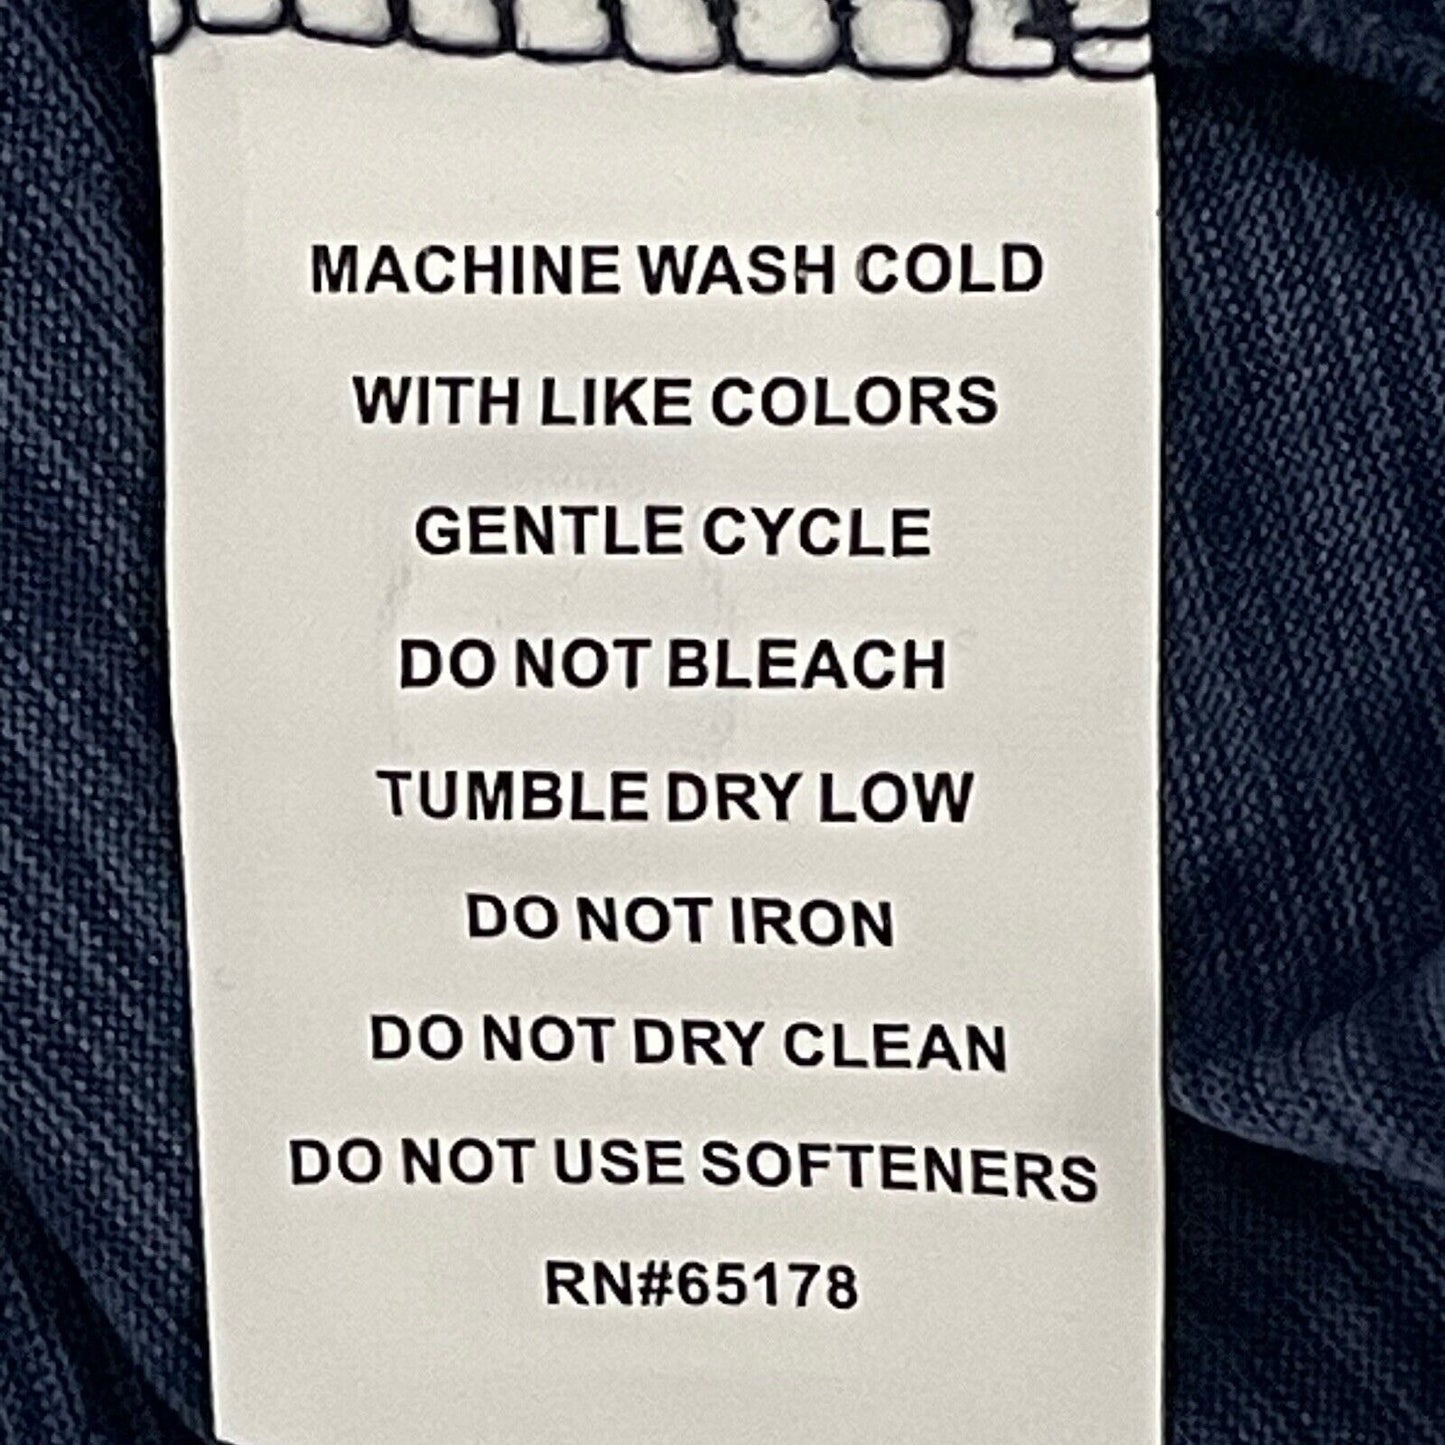 MACHINE WASH COLD
WITH LIKE COLORS
GENTLE CYCLE
DO NOT BLEACH
TUMBLE DRY LOW
DO NOT IRON
DO NOT DRY CLEAN
DO NOT USE SOFTENERS
RN#65178